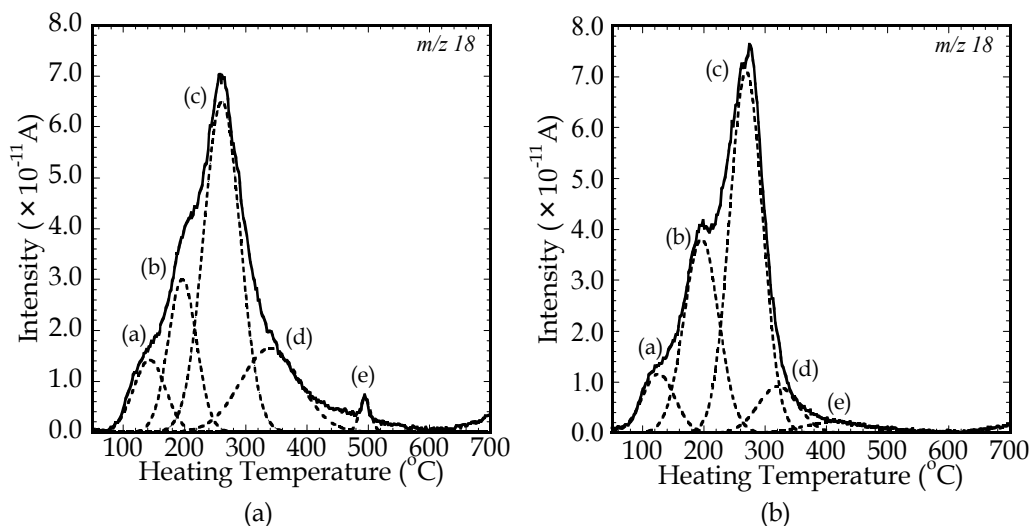 8.0
7.0
6.0
5.0
4.0
3.0
2.0
1.0
0.0
100 200 300 400 500 600 700
Intensity (×10⁻¹¹A)
Heating Temperature (°C)
m/z 18
(a)
(b)
(c)
(d)
(e)
(a)
8.0
7.0
6.0
5.0
4.0
3.0
2.0
1.0
0.0
100 200 300 400 500 600 700
Intensity (×10⁻¹¹A)
Heating Temperature (°C)
m/z 18
(a)
(b)
(c)
(d)
(e)
(b)